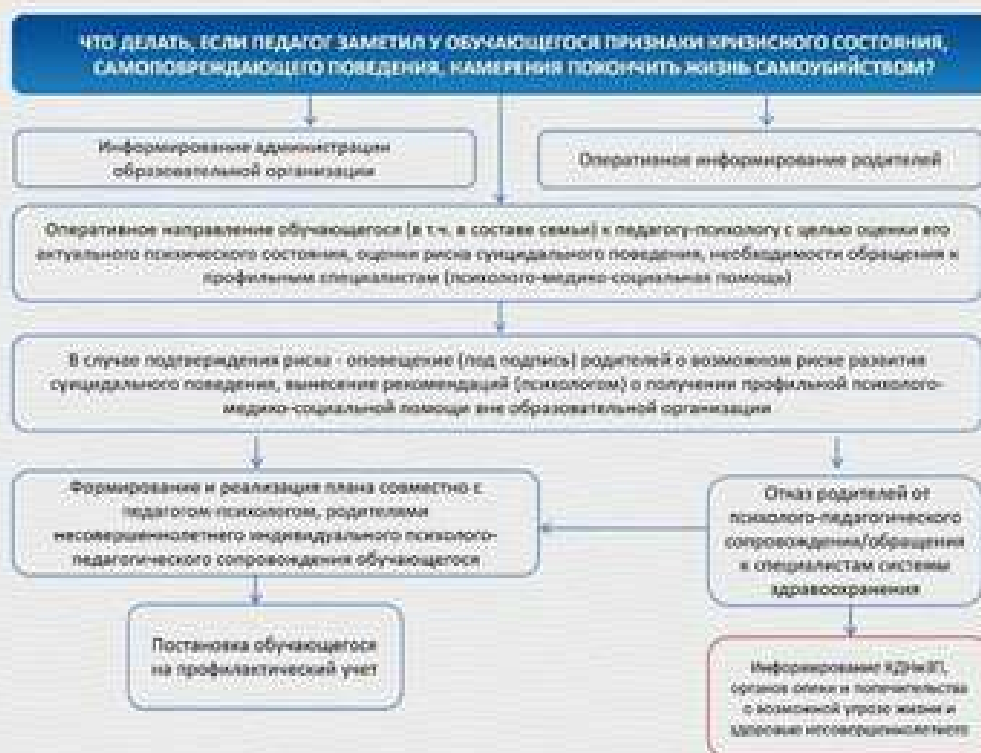 ЧТО ДЕЛАТЬ, ЕСЛИ ПЕДАГОГ ЗАМЕТИЛ У ОБУЧАЮЩЕГОСЯ ПРИЗНАКИ КРИЗИСНОГО СОСТОЯНИЯ,
САМОПОВРЕЖДАЮЩЕГО ПОВЕДЕНИЯ, НАМЕРЕНИЯ ПОКОНЧИТЬ ЖИЗНЬ САМОУБИЙСТВОМ?
Информирование администрации
образовательной организации
Оперативное информирование родителей
Оперативное направление обучающегося (в т.ч. в составе семьи) к педагогу-психологу с целью оценки его
актуального психического состояния, оценки риска суицидального поведения, необходимости обращения к
профильным специалистам (психолого-медико-социальная помощь)
В случае подтверждения риска - оповещение (под подпись) родителей о возможном риске развития
суицидального поведения, вынесение рекомендаций (психологом) о получении профильной психолого-
медико-социальной помощи вне образовательной организации
Формирование и реализация плана совместно с
педагогом-психологом, родителями
несовершеннолетнего индивидуального психолого-
педагогического сопровождения обучающегося
Отказ родителей от
психолого-педагогического
сопровождения/обращения
к специалистам системы
здравоохранения
Постановка обучающегося
на профилактический учет
Информирование КДНиЗП,
органов опеки и попечительства
о возможной угрозе жизни и
здоровью несовершеннолетнего